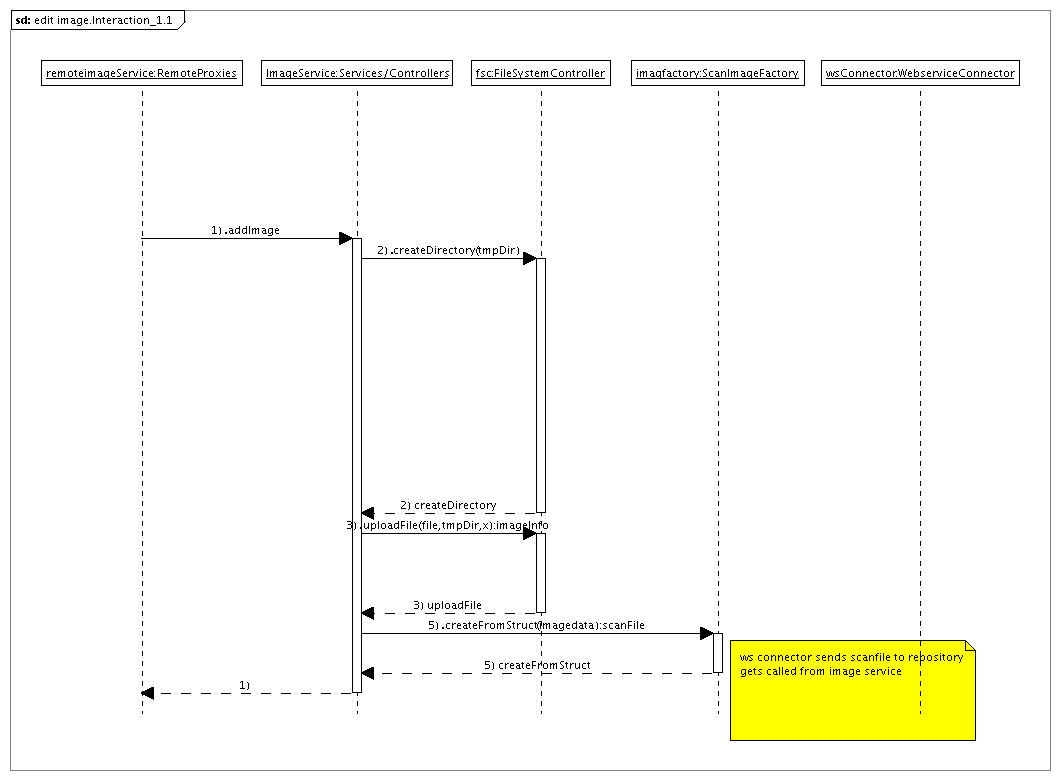 sd: edit image.Interaction_1.1
remoteimageService:RemoteProxies
ImageService:Services/Controllers
fsc:FileSystemController
imagfactory:ScanImageFactory
wsConnector:WebserviceConnector
1).addImage
2).createDirectory(tmpDir)
2) createDirectory
3).uploadFile(file,tmpDir,x):imageInfo
3) uploadFile
5).createFromStruct(imagedata):scanFile
5) createFromStruct
1)
ws connector sends scanfile to repository
gets called from image service